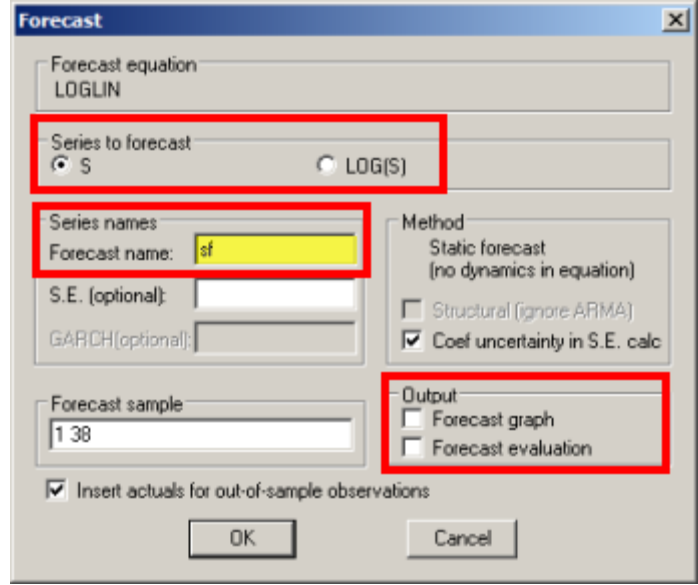 Forecast
Forecast equation
LOGLIN
Series to forecast
S LOG(S)
Series names
Forecast name: sf
S.E. (optional):
GARCH(optional):
Method
Static forecast
(no dynamics in equation)
Structural (ignore ARMA)
Coef uncertainty in S.E. calc
Forecast sample
1 38
Output
Forecast graph
Forecast evaluation
Insert actuals for out-of-sample observations
OK Cancel